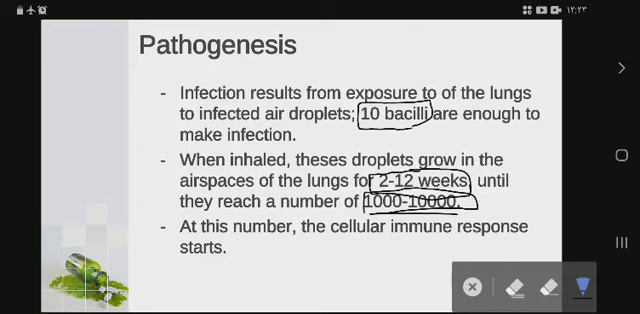 ١٢:٢٣
Pathogenesis
- Infection results from exposure to of the lungs
to infected air droplets; 10 bacilli are enough to
make infection.
- When inhaled, theses droplets grow in the
airspaces of the lungs for 2-12 weeks, until
they reach a number of 1000-10000.
- At this number, the cellular immune response
starts.